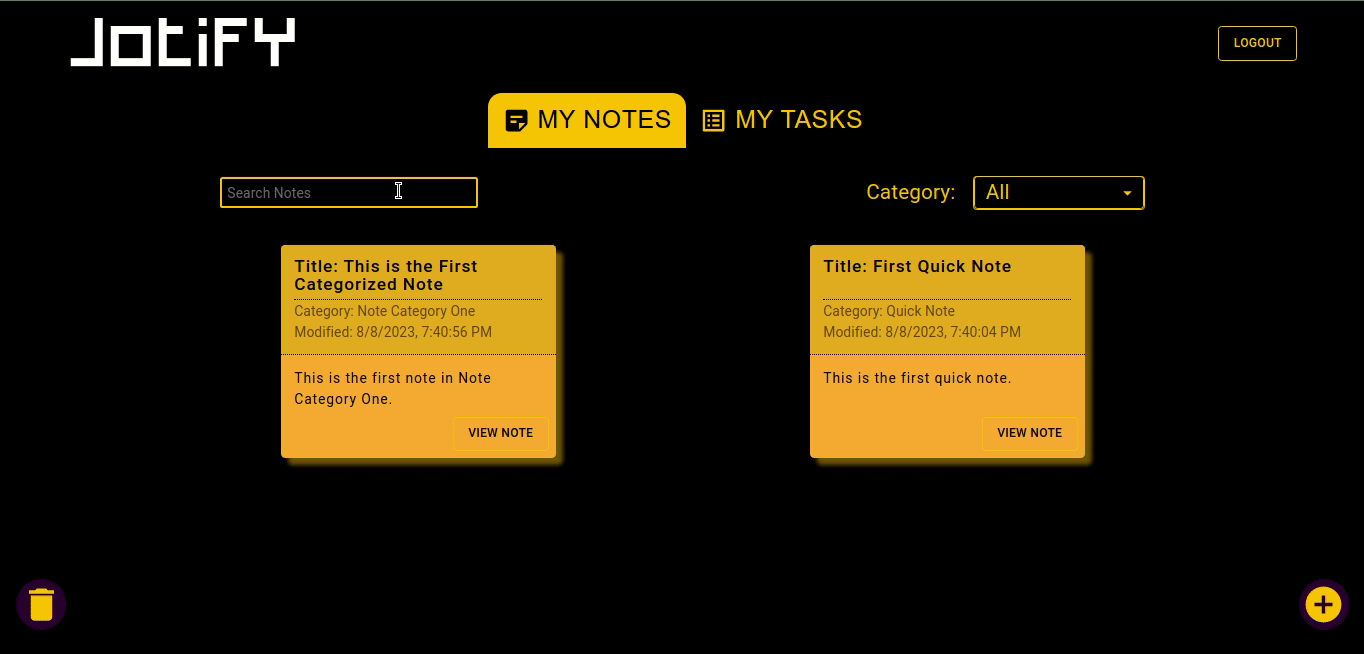 JOTiFY
LOGOUT
MY NOTES
MY TASKS
Search Notes
Category:
All
Title: This is the First
Categorized Note
Category: Note Category One
Modified: 8/8/2023, 7:40:56 PM
This is the first note in Note
Category One.
VIEW NOTE
Title: First Quick Note
Category: Quick Note
Modified: 8/8/2023, 7:40:04 PM
This is the first quick note.
VIEW NOTE